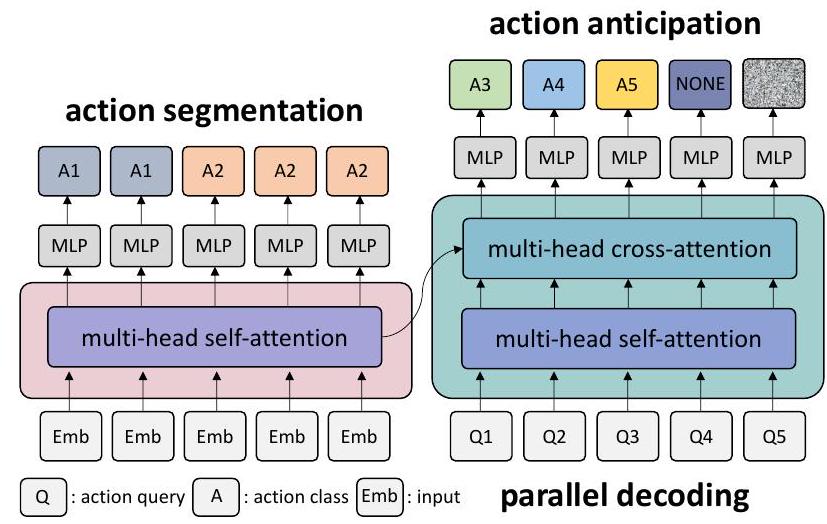 action anticipation
A3 A4 A5 NONE
action segmentation
MLP MLP MLP MLP MLP
A1 A1 A2 A2 A2
MLP MLP MLP MLP MLP
multi-head cross-attention
multi-head self-attention
multi-head self-attention
Emb Emb Emb Emb Emb
Q1 Q2 Q3 Q4 Q5
Q : action query A : action class Emb : input
parallel decoding